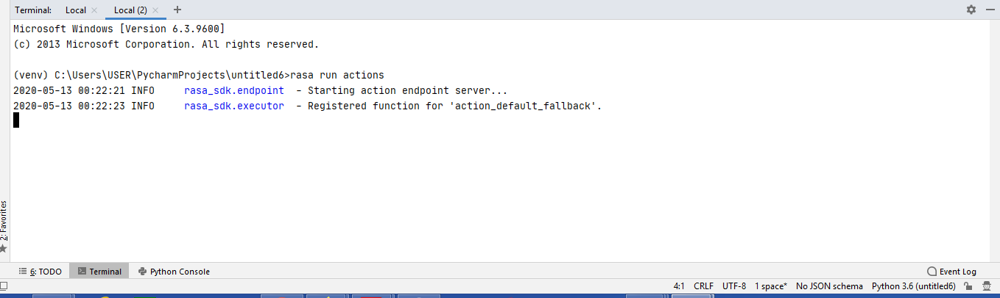 Terminal: Local × Local (2) × +
Microsoft Windows [Version 6.3.9600]
(c) 2013 Microsoft Corporation. All rights reserved.
(venv) C:\Users\USER\PycharmProjects\untitled6>rasa run actions
2020-05-13 00:22:21 INFO     rasa_sdk.endpoint  - Starting action endpoint server...
2020-05-13 00:22:23 INFO     rasa_sdk.executor  - Registered function for 'action_default_fallback'.
2: Favorites
6: TODO Terminal Python Console Event Log
4:1 CRLF UTF-8 1 space* No JSON schema Python 3.6 (untitled6)